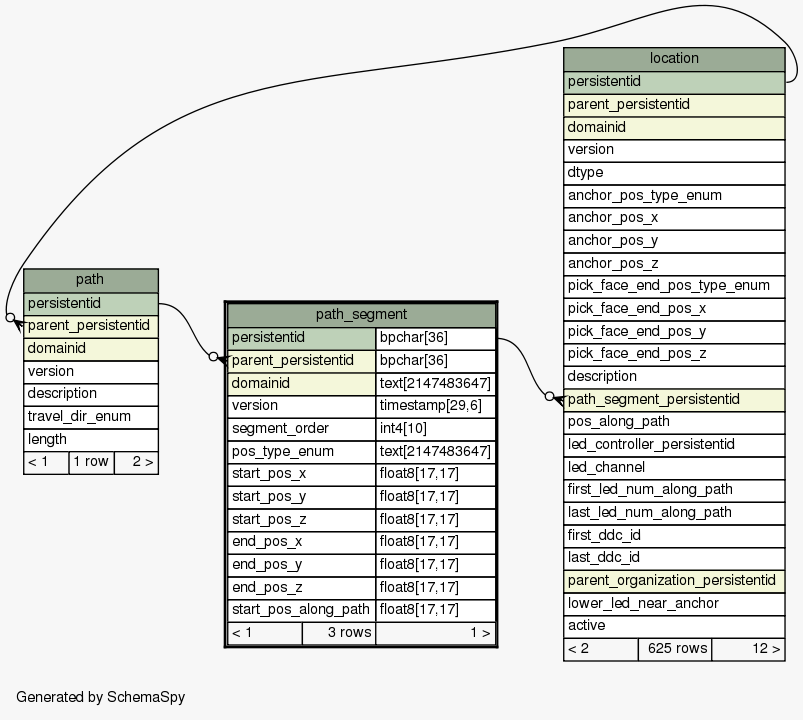 location
persistentid
parent_persistentid
domainid
version
dtype
anchor_pos_type_enum
anchor_pos_x
anchor_pos_y
anchor_pos_z
pick_face_end_pos_type_enum
pick_face_end_pos_x
pick_face_end_pos_y
pick_face_end_pos_z
description
path_segment_persistentid
pos_along_path
led_controller_persistentid
led_channel
first_led_num_along_path
last_led_num_along_path
first_ddc_id
last_ddc_id
parent_organization_persistentid
lower_led_near_anchor
active
< 2 625 rows 12 >
path
persistentid
parent_persistentid
domainid
version
description
travel_dir_enum
length
< 1 1 row 2 >
path_segment
persistentid bpchar[36]
parent_persistentid bpchar[36]
domainid text[2147483647]
version timestamp[29,6]
segment_order int4[10]
pos_type_enum text[2147483647]
start_pos_x float8[17,17]
start_pos_y float8[17,17]
start_pos_z float8[17,17]
end_pos_x float8[17,17]
end_pos_y float8[17,17]
end_pos_z float8[17,17]
start_pos_along_path float8[17,17]
< 1 3 rows 1 >
Generated by SchemaSpy